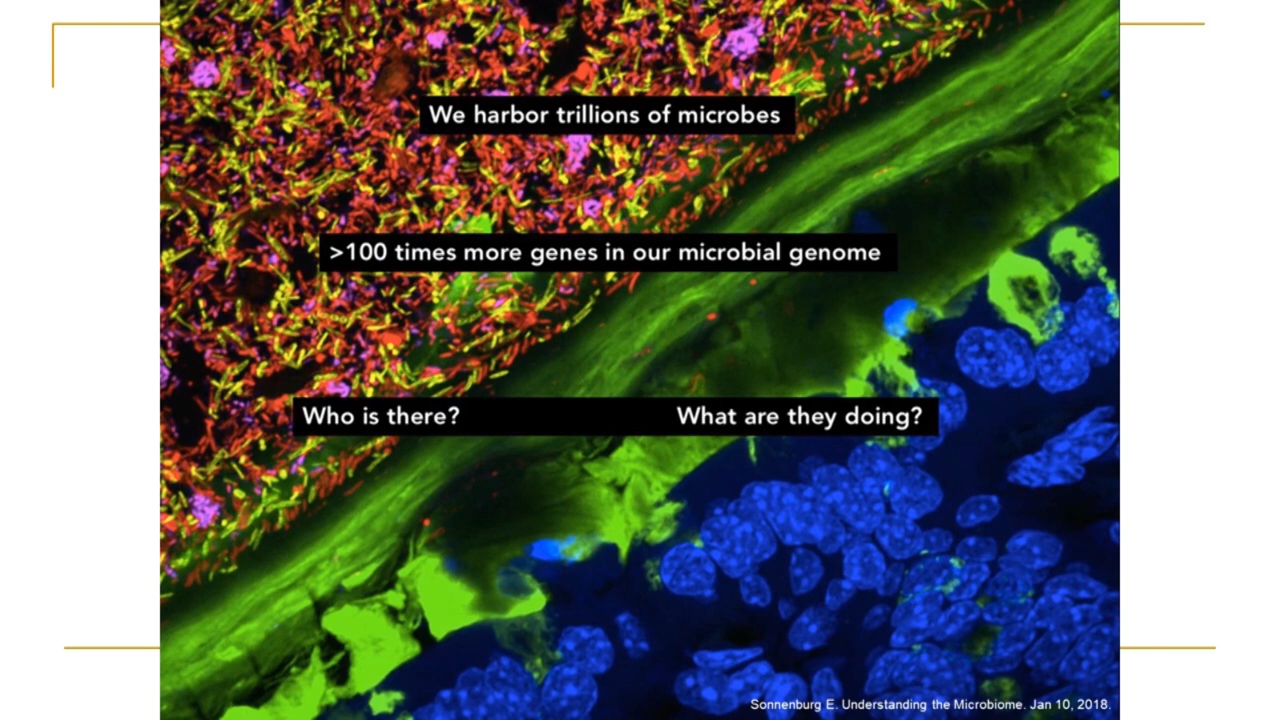 We harbor trillions of microbes
>100 times more genes in our microbial genome
Who is there? What are they doing?
Sonnenburg E. Understanding the Microbiome. Jan 10, 2018.